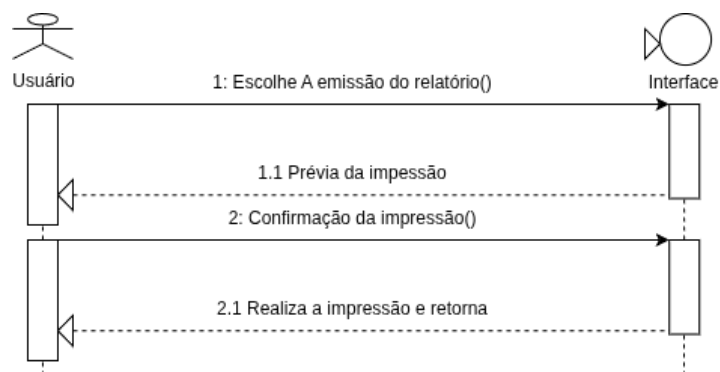 Usuário
Interface
1: Escolhe A emissão do relatório()
1.1 Prévia da impessão
2: Confirmação da impressão()
2.1 Realiza a impressão e retorna